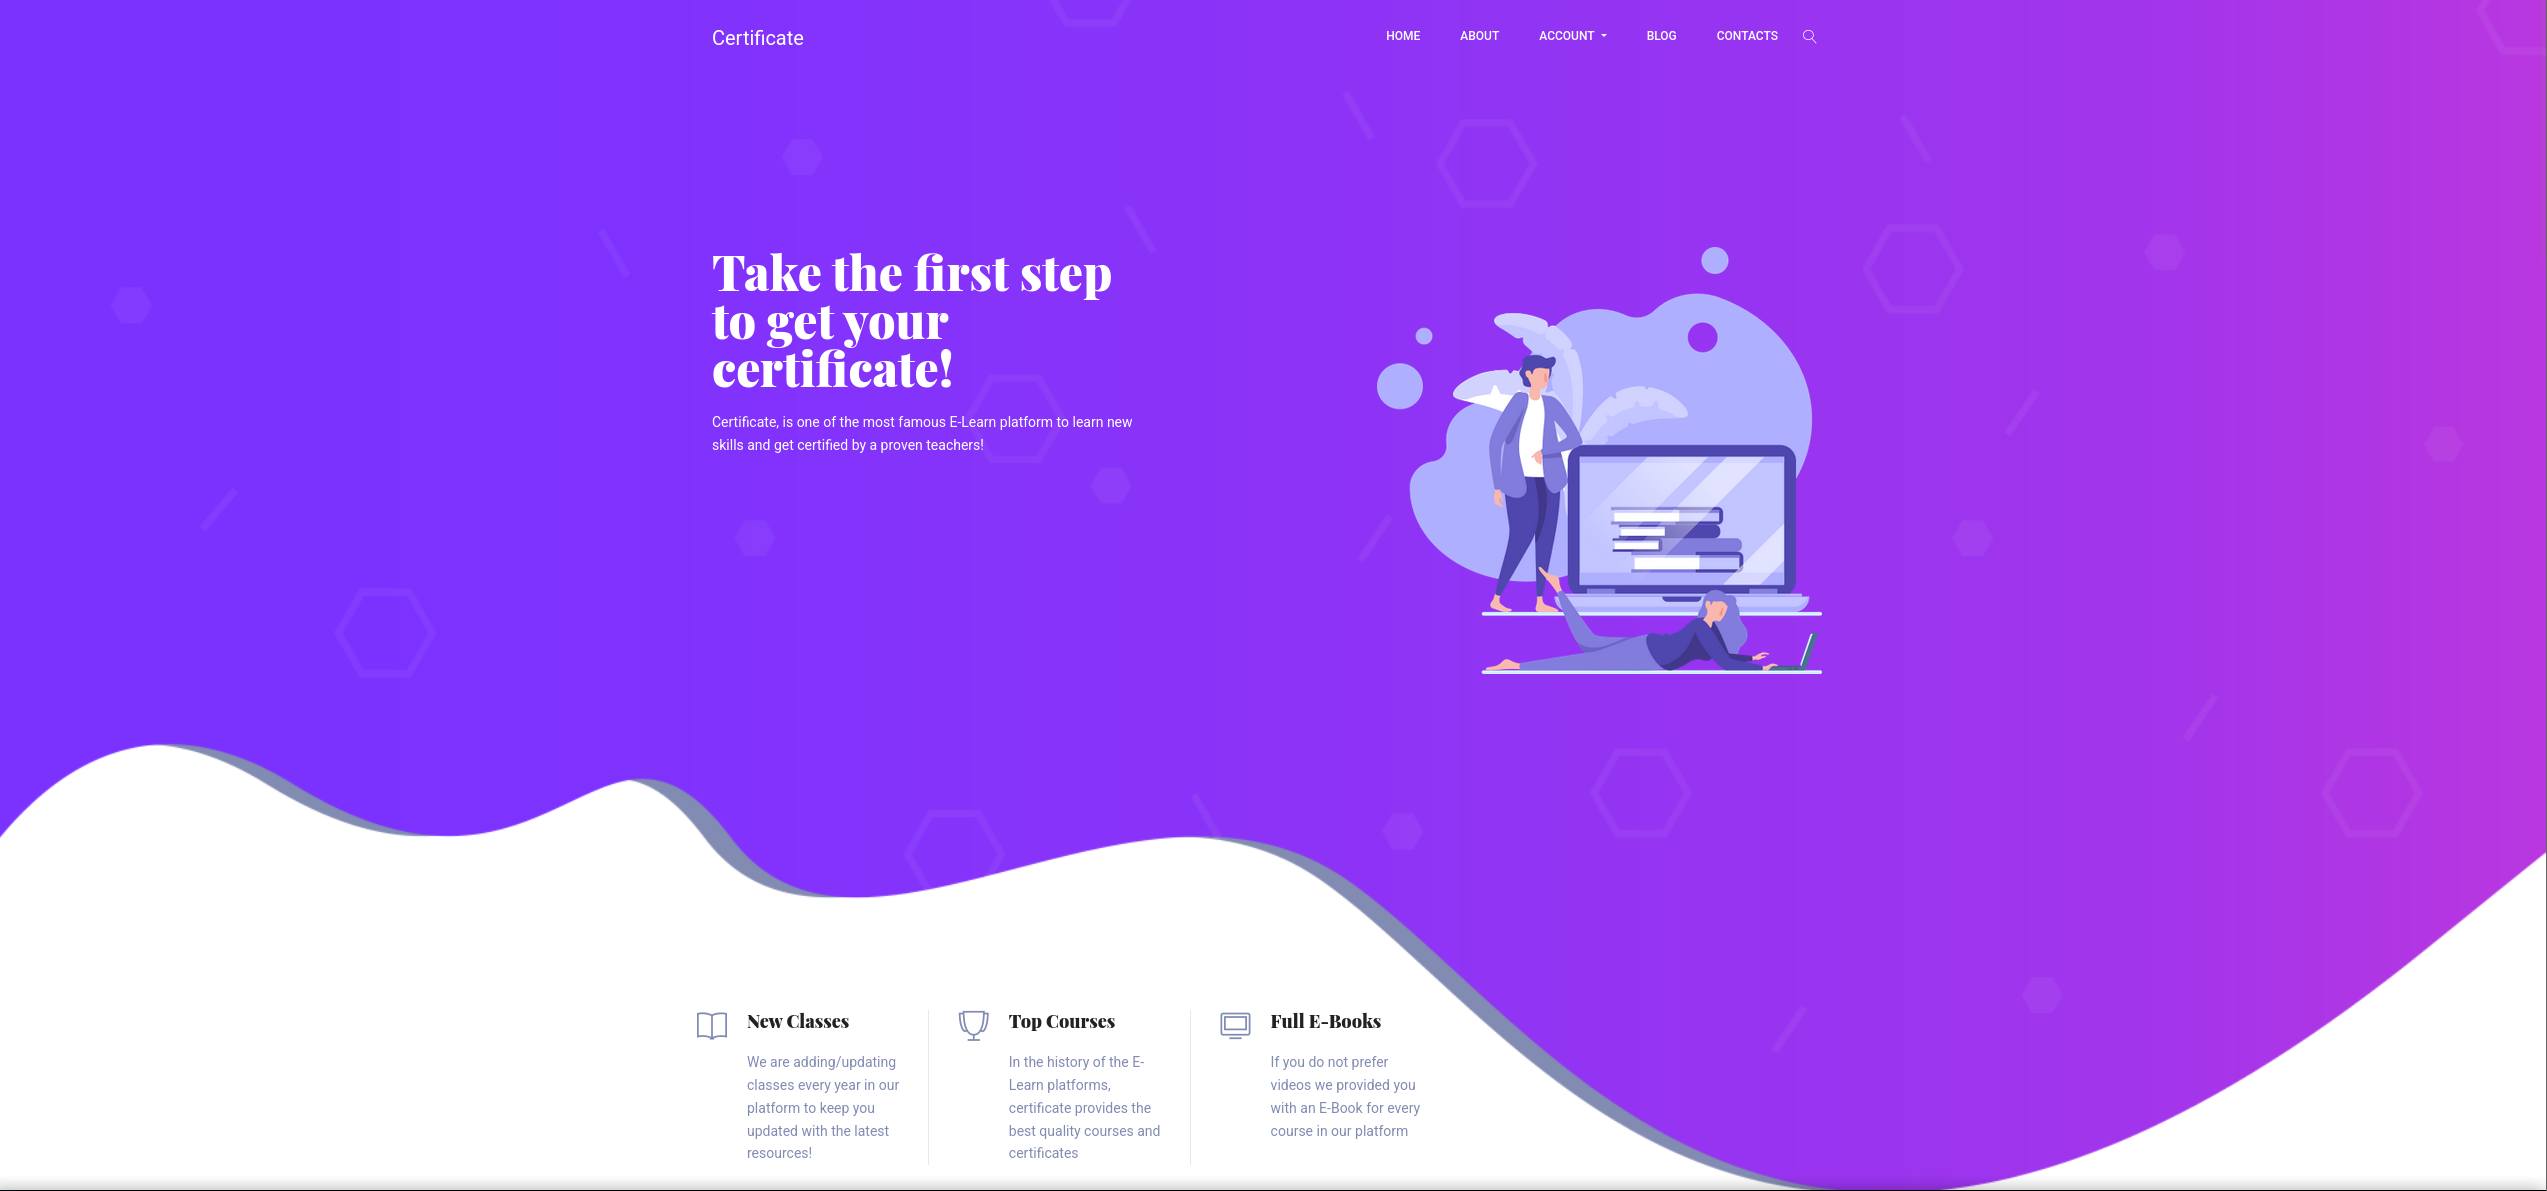 Certificate
HOME ABOUT ACCOUNT BLOG CONTACTS
Take the first step
to get your
certificate!
Certificate, is one of the most famous E-Learn platform to learn new
skills and get certified by a proven teachers!
New Classes
We are adding/updating
classes every year in our
platform to keep you
updated with the latest
resources!
Top Courses
In the history of the E-
Learn platforms,
certificate provides the
best quality courses and
certificates
Full E-Books
If you do not prefer
videos we provided you
with an E-Book for every
course in our platform